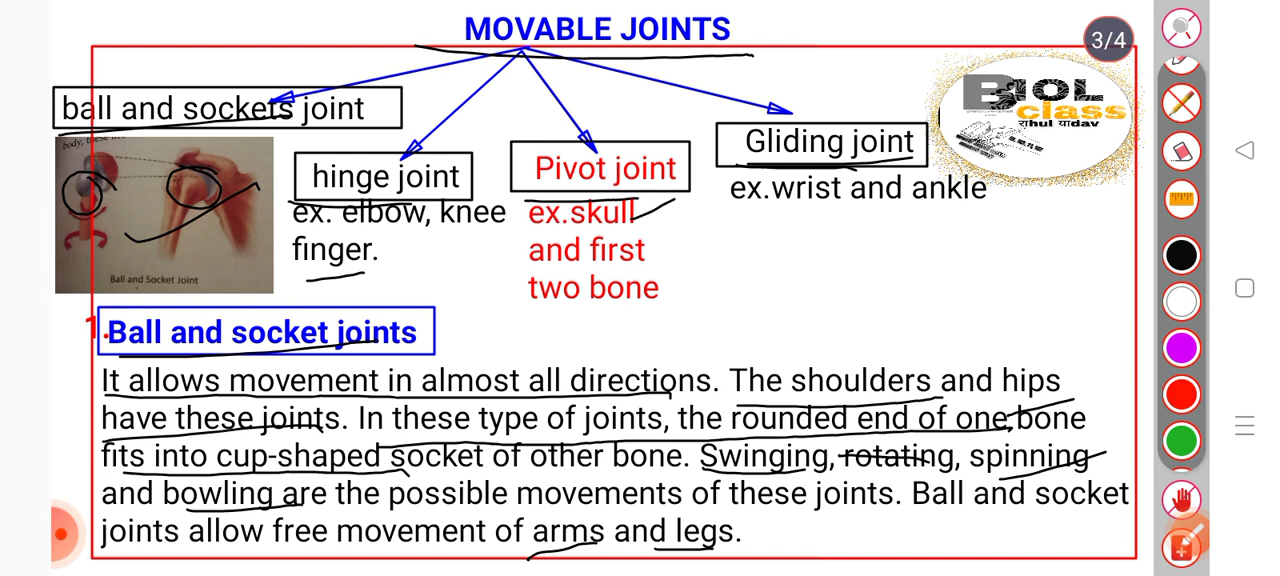 MOVABLE JOINTS
3/4
ball and sockets joint
BIOL
class
राहुल यादव
Gliding joint
ex.wrist and ankle
hinge joint
ex. elbow, knee
finger.
Pivot joint
ex.skull
and first
two bone
body, these
Ball and Socket Joint
1.
Ball and socket joints
It allows movement in almost all directions. The shoulders and hips
have these joints. In these type of joints, the rounded end of one bone
fits into cup-shaped socket of other bone. Swinging, rotating, spinning
and bowling are the possible movements of these joints. Ball and socket
joints allow free movement of arms and legs.